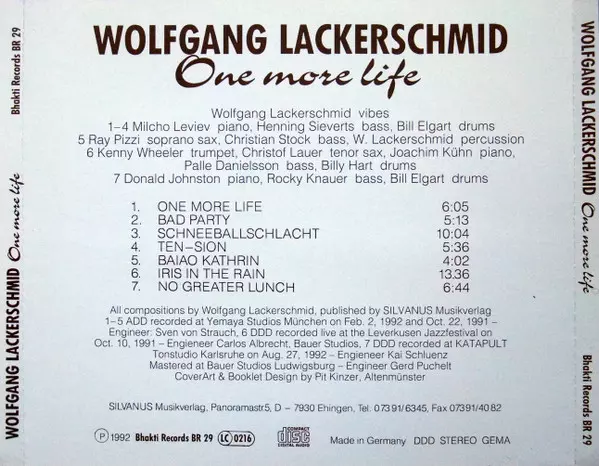 WOLFGANG LACKERSCHMID
One more life
Wolfgang Lackerschmid vibes
1–4 Milcho Leviev piano, Henning Sieverts bass, Bill Elgart drums
5 Ray Pizzi soprano sax, Christian Stock bass, W. Lackerschmid percussion
6 Kenny Wheeler trumpet, Christof Lauer tenor sax, Joachim Kühn piano,
Palle Danielsson bass, Billy Hart drums
7 Donald Johnston piano, Rocky Knauer bass, Bill Elgart drums
1. ONE MORE LIFE 6:05
2. BAD PARTY 5:13
3. SCHNEEBALLSCHLACHT 10:04
4. TEN–SION 5:36
5. BAIAO KATHRIN 4:02
6. IRIS IN THE RAIN 13.36
7. NO GREATER LUNCH 6:44
All compositions by Wolfgang Lackerschmid, published by SILVANUS Musikverlag
1–5 ADD recorded at Yemaya Studios München on Feb. 2, 1992 and Oct. 22, 1991 –
Engineer: Sven von Strauch, 6 DDD recorded live at the Leverkusen Jazzfestival on
Oct. 10, 1991 – Engieneer Carlos Albrecht, Bauer Studios, 7 DDD recorded at KATAPULT
Tonstudio Karlsruhe on Aug. 27, 1992 – Engieneer Kai Schluenz
Mastered at Bauer Studios Ludwigsburg – Engineer Gerd Puchelt
CoverArt & Booklet Design by Pit Kinzer, Altenmünster
SILVANUS Musikverlag, Panoramastr5, D – 7930 Ehingen, Tel. 07391/6345, Fax 07391/4082
Ⓟ 1992 Bhakti Records BR 29 LC 0216 COMPACT disc DIGITAL AUDIO Made in Germany DDD STEREO GEMA
WOLFGANG LACKERSCHMID One more life Bhakti Records BR 29
WOLFGANG LACKERSCHMID One more life Bhakti Records BR 29